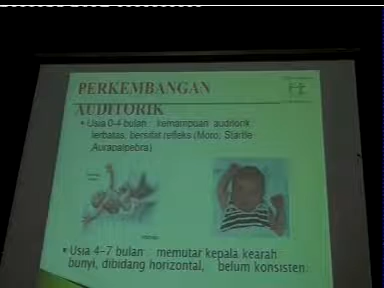 PERKEMBANGAN
AUDITORIK
• Usia 0-4 bulan : kemampuan auditorik
terbatas, bersifat refleks (Moro, Startle
Aurapalpebra)
• Usia 4-7 bulan : memutar kepala kearah
bunyi, dibidang horizontal, belum konsisten.